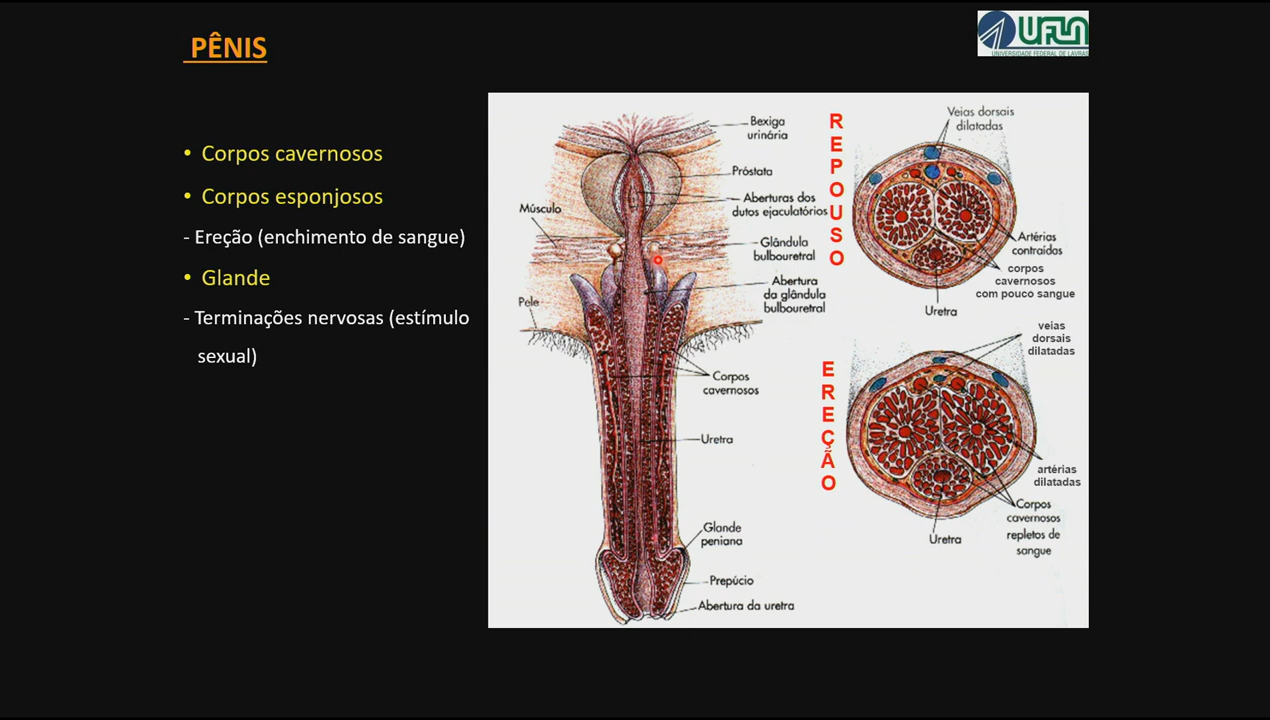 PÊNIS
UFLA
UNIVERSIDADE FEDERAL DE LAVRAS
• Corpos cavernosos
• Corpos esponjosos
- Ereção (enchimento de sangue)
• Glande
- Terminações nervosas (estímulo
sexual)
Bexiga
urinária
Próstata
Aberturas dos
dutos ejaculatórios
Músculo
Glândula
bulbouretral
Abertura
da glândula
bulbouretral
Pele
Corpos
cavernosos
Uretra
Glande
peniana
Prepúcio
Abertura da uretra
REPOUSO
Veias dorsais
dilatadas
Artérias
contraídas
corpos
cavernosos
com pouco sangue
Uretra
EREÇÃO
veias
dorsais
dilatadas
artérias
dilatadas
Corpos
cavernosos
repletos de
sangue
Uretra